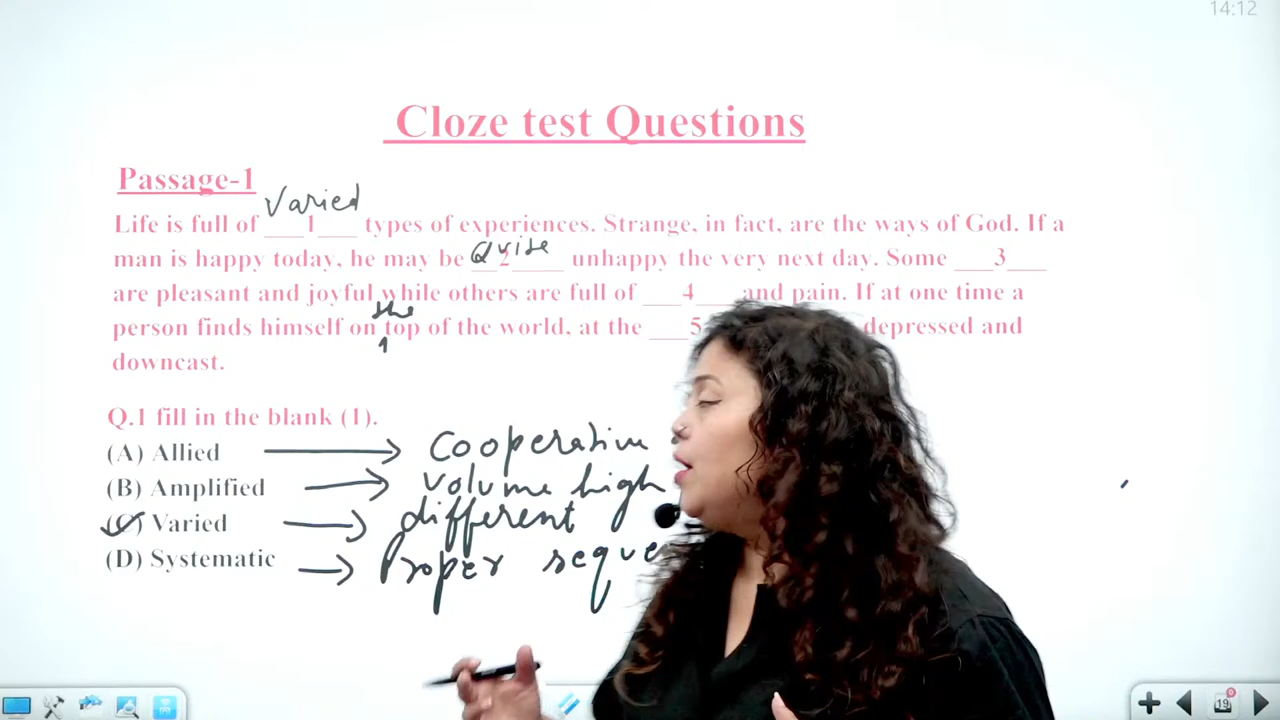 14:12
Cloze test Questions
Passage-1
Varied
Life is full of ___1___ types of experiences. Strange, in fact, are the ways of God. If a
Quite
man is happy today, he may be __2____ unhappy the very next day. Some ___3___
are pleasant and joyful while others are full of ___4___ and pain. If at one time a
the
person finds himself on top of the world, at the ___5 depressed and
downcast.
Q.1 fill in the blank (1).
(A) Allied → cooperative
(B) Amplified → volume high
(C) Varied → different
(D) Systematic → Proper seque
19